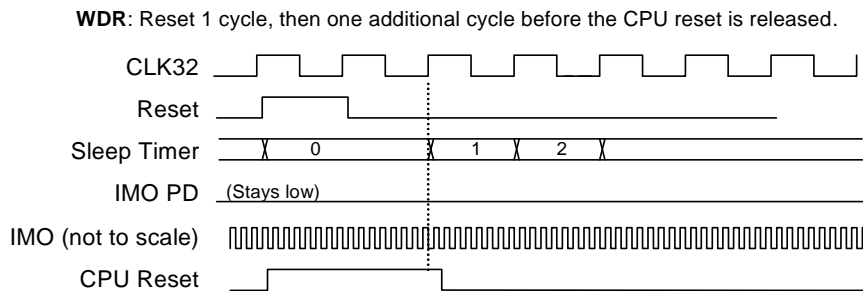 WDR: Reset 1 cycle, then one additional cycle before the CPU reset is released.
CLK32
Reset
Sleep Timer 0 1 2
IMO PD (Stays low)
IMO (not to scale)
CPU Reset